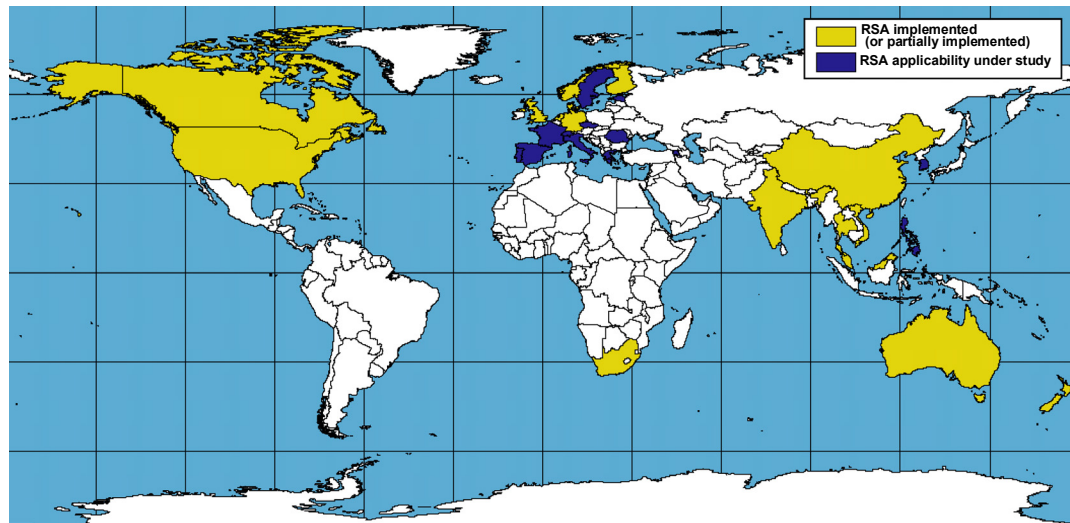 RSA implemented
(or partially implemented)
RSA applicability under study